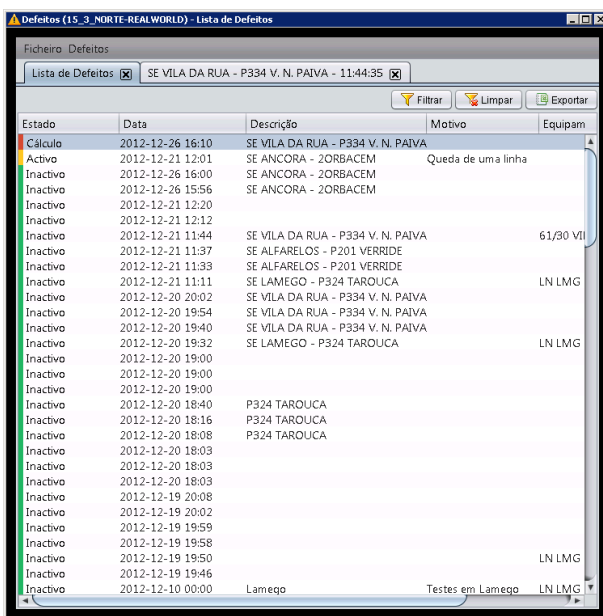 Defeitos (15_3_NORTE-REALWORLD) - Lista de Defeitos
Ficheiro Defeitos
Lista de Defeitos SE VILA DA RUA - P334 V. N. PAIVA - 11:44:35
Filtrar Limpar Exportar
Estado Data Descrição Motivo Equipam
Cálculo 2012-12-26 16:10 SE VILA DA RUA - P334 V. N. PAIVA
Activo 2012-12-21 12:01 SE ANCORA - 2ORBACEM Queda de uma linha
Inactivo 2012-12-26 16:00 SE ANCORA - 2ORBACEM
Inactivo 2012-12-26 15:56 SE ANCORA - 2ORBACEM
Inactivo 2012-12-21 12:20
Inactivo 2012-12-21 12:12
Inactivo 2012-12-21 11:44 SE VILA DA RUA - P334 V. N. PAIVA 61/30 VII
Inactivo 2012-12-21 11:37 SE ALFARELOS - P201 VERRIDE
Inactivo 2012-12-21 11:33 SE ALFARELOS - P201 VERRIDE
Inactivo 2012-12-21 11:11 SE LAMEGO - P324 TAROUCA LN LMG
Inactivo 2012-12-20 20:02 SE VILA DA RUA - P334 V. N. PAIVA
Inactivo 2012-12-20 19:54 SE VILA DA RUA - P334 V. N. PAIVA
Inactivo 2012-12-20 19:40 SE VILA DA RUA - P334 V. N. PAIVA
Inactivo 2012-12-20 19:32 SE LAMEGO - P324 TAROUCA LN LMG
Inactivo 2012-12-20 19:00
Inactivo 2012-12-20 19:00
Inactivo 2012-12-20 19:00
Inactivo 2012-12-20 18:40 P324 TAROUCA
Inactivo 2012-12-20 18:16 P324 TAROUCA
Inactivo 2012-12-20 18:08 P324 TAROUCA
Inactivo 2012-12-20 18:03
Inactivo 2012-12-20 18:03
Inactivo 2012-12-20 18:03
Inactivo 2012-12-19 20:08
Inactivo 2012-12-19 20:02
Inactivo 2012-12-19 19:59
Inactivo 2012-12-19 19:58
Inactivo 2012-12-19 19:50 LN LMG
Inactivo 2012-12-19 19:46
Inactivo 2012-12-10 00:00 Lamego Testes em Lamego LN LMG